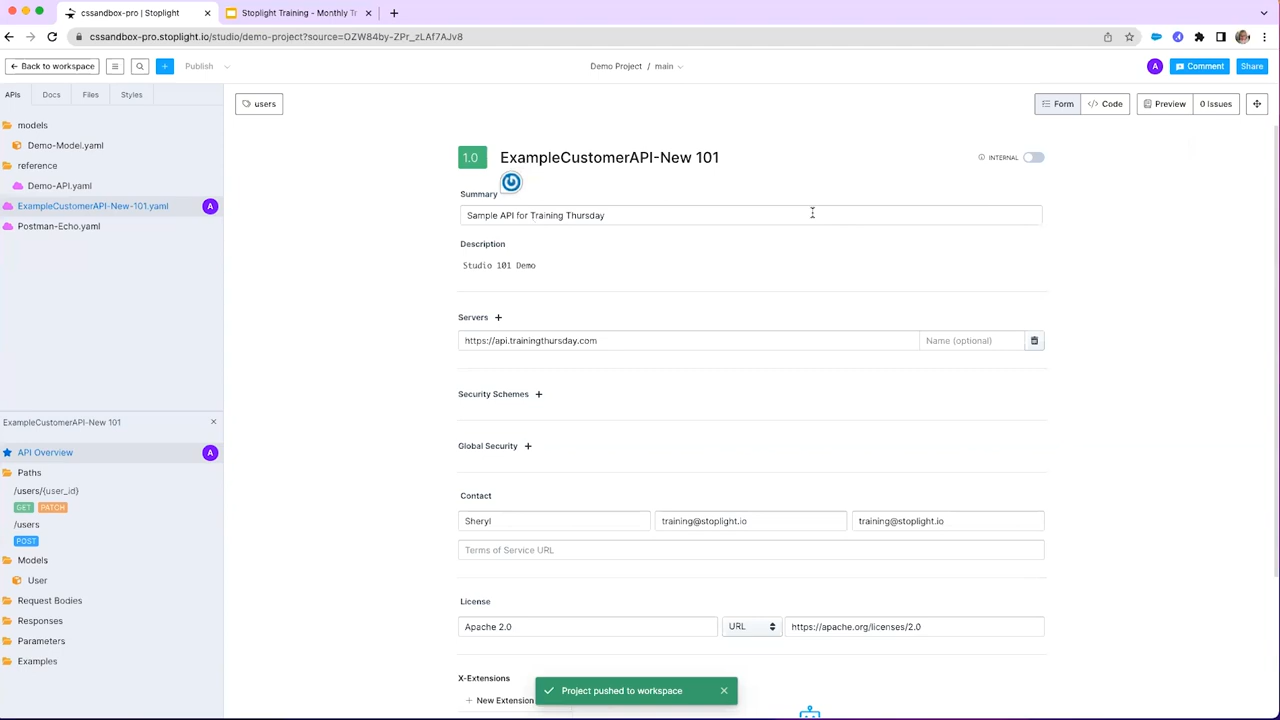 cssandbox-pro | Stoplight
Stoplight Training - Monthly Tr
cssandbox-pro.stoplight.io/studio/demo-project?source=OZW84by-ZPr_zLAf7AJv8
Back to workspace
Publish
Demo Project / main
A
Comment
Share
APIs
Docs
Files
Styles
users
Form
</> Code
Preview
0 Issues
models
Demo-Model.yaml
reference
Demo-API.yaml
ExampleCustomerAPI-New-101.yaml
A
Postman-Echo.yaml
1.0
ExampleCustomerAPI-New 101
INTERNAL
Summary
Sample API for Training Thursday
Description
Studio 101 Demo
Servers +
https://api.trainingthursday.com
Name (optional)
Security Schemes +
Global Security +
Contact
Sheryl
training@stoplight.io
training@stoplight.io
Terms of Service URL
License
Apache 2.0
URL
https://apache.org/licenses/2.0
X-Extensions
+ New Extension
Project pushed to workspace
ExampleCustomerAPI-New 101
API Overview
A
Paths
/users/{user_id}
GET
PATCH
/users
POST
Models
User
Request Bodies
Responses
Parameters
Examples